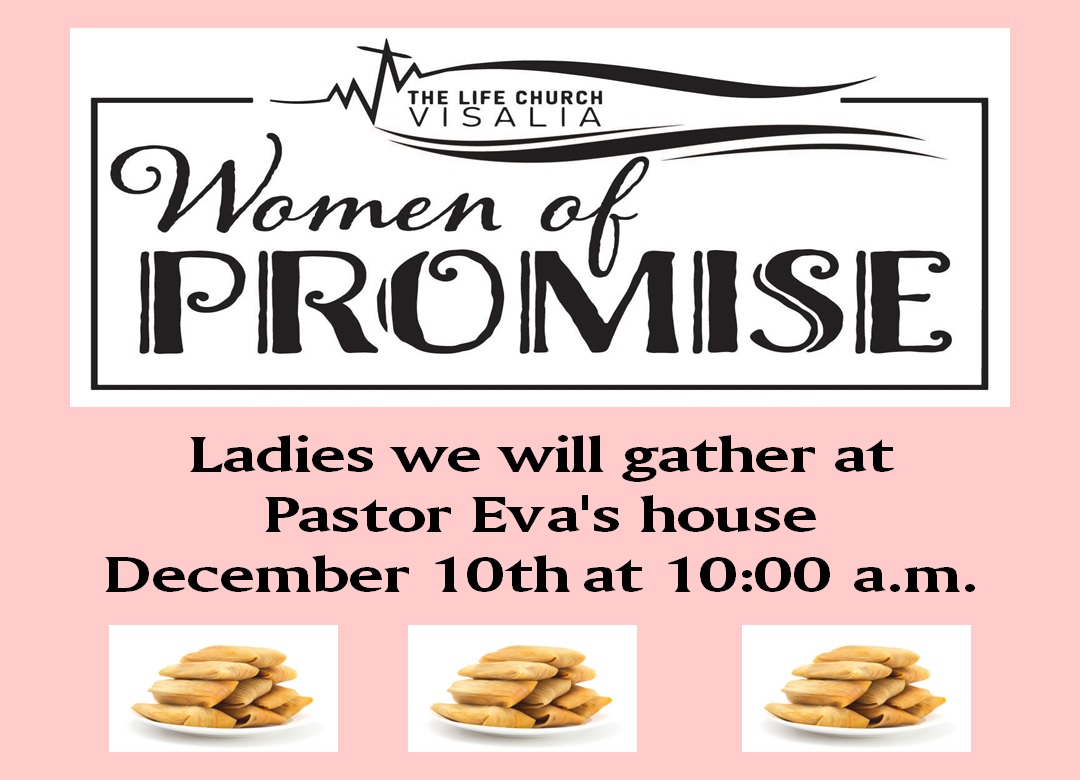 THE LIFE CHURCH
VISALIA
Women of
PROMISE
Ladies we will gather at
Pastor Eva's house
December 10th at 10:00 a.m.